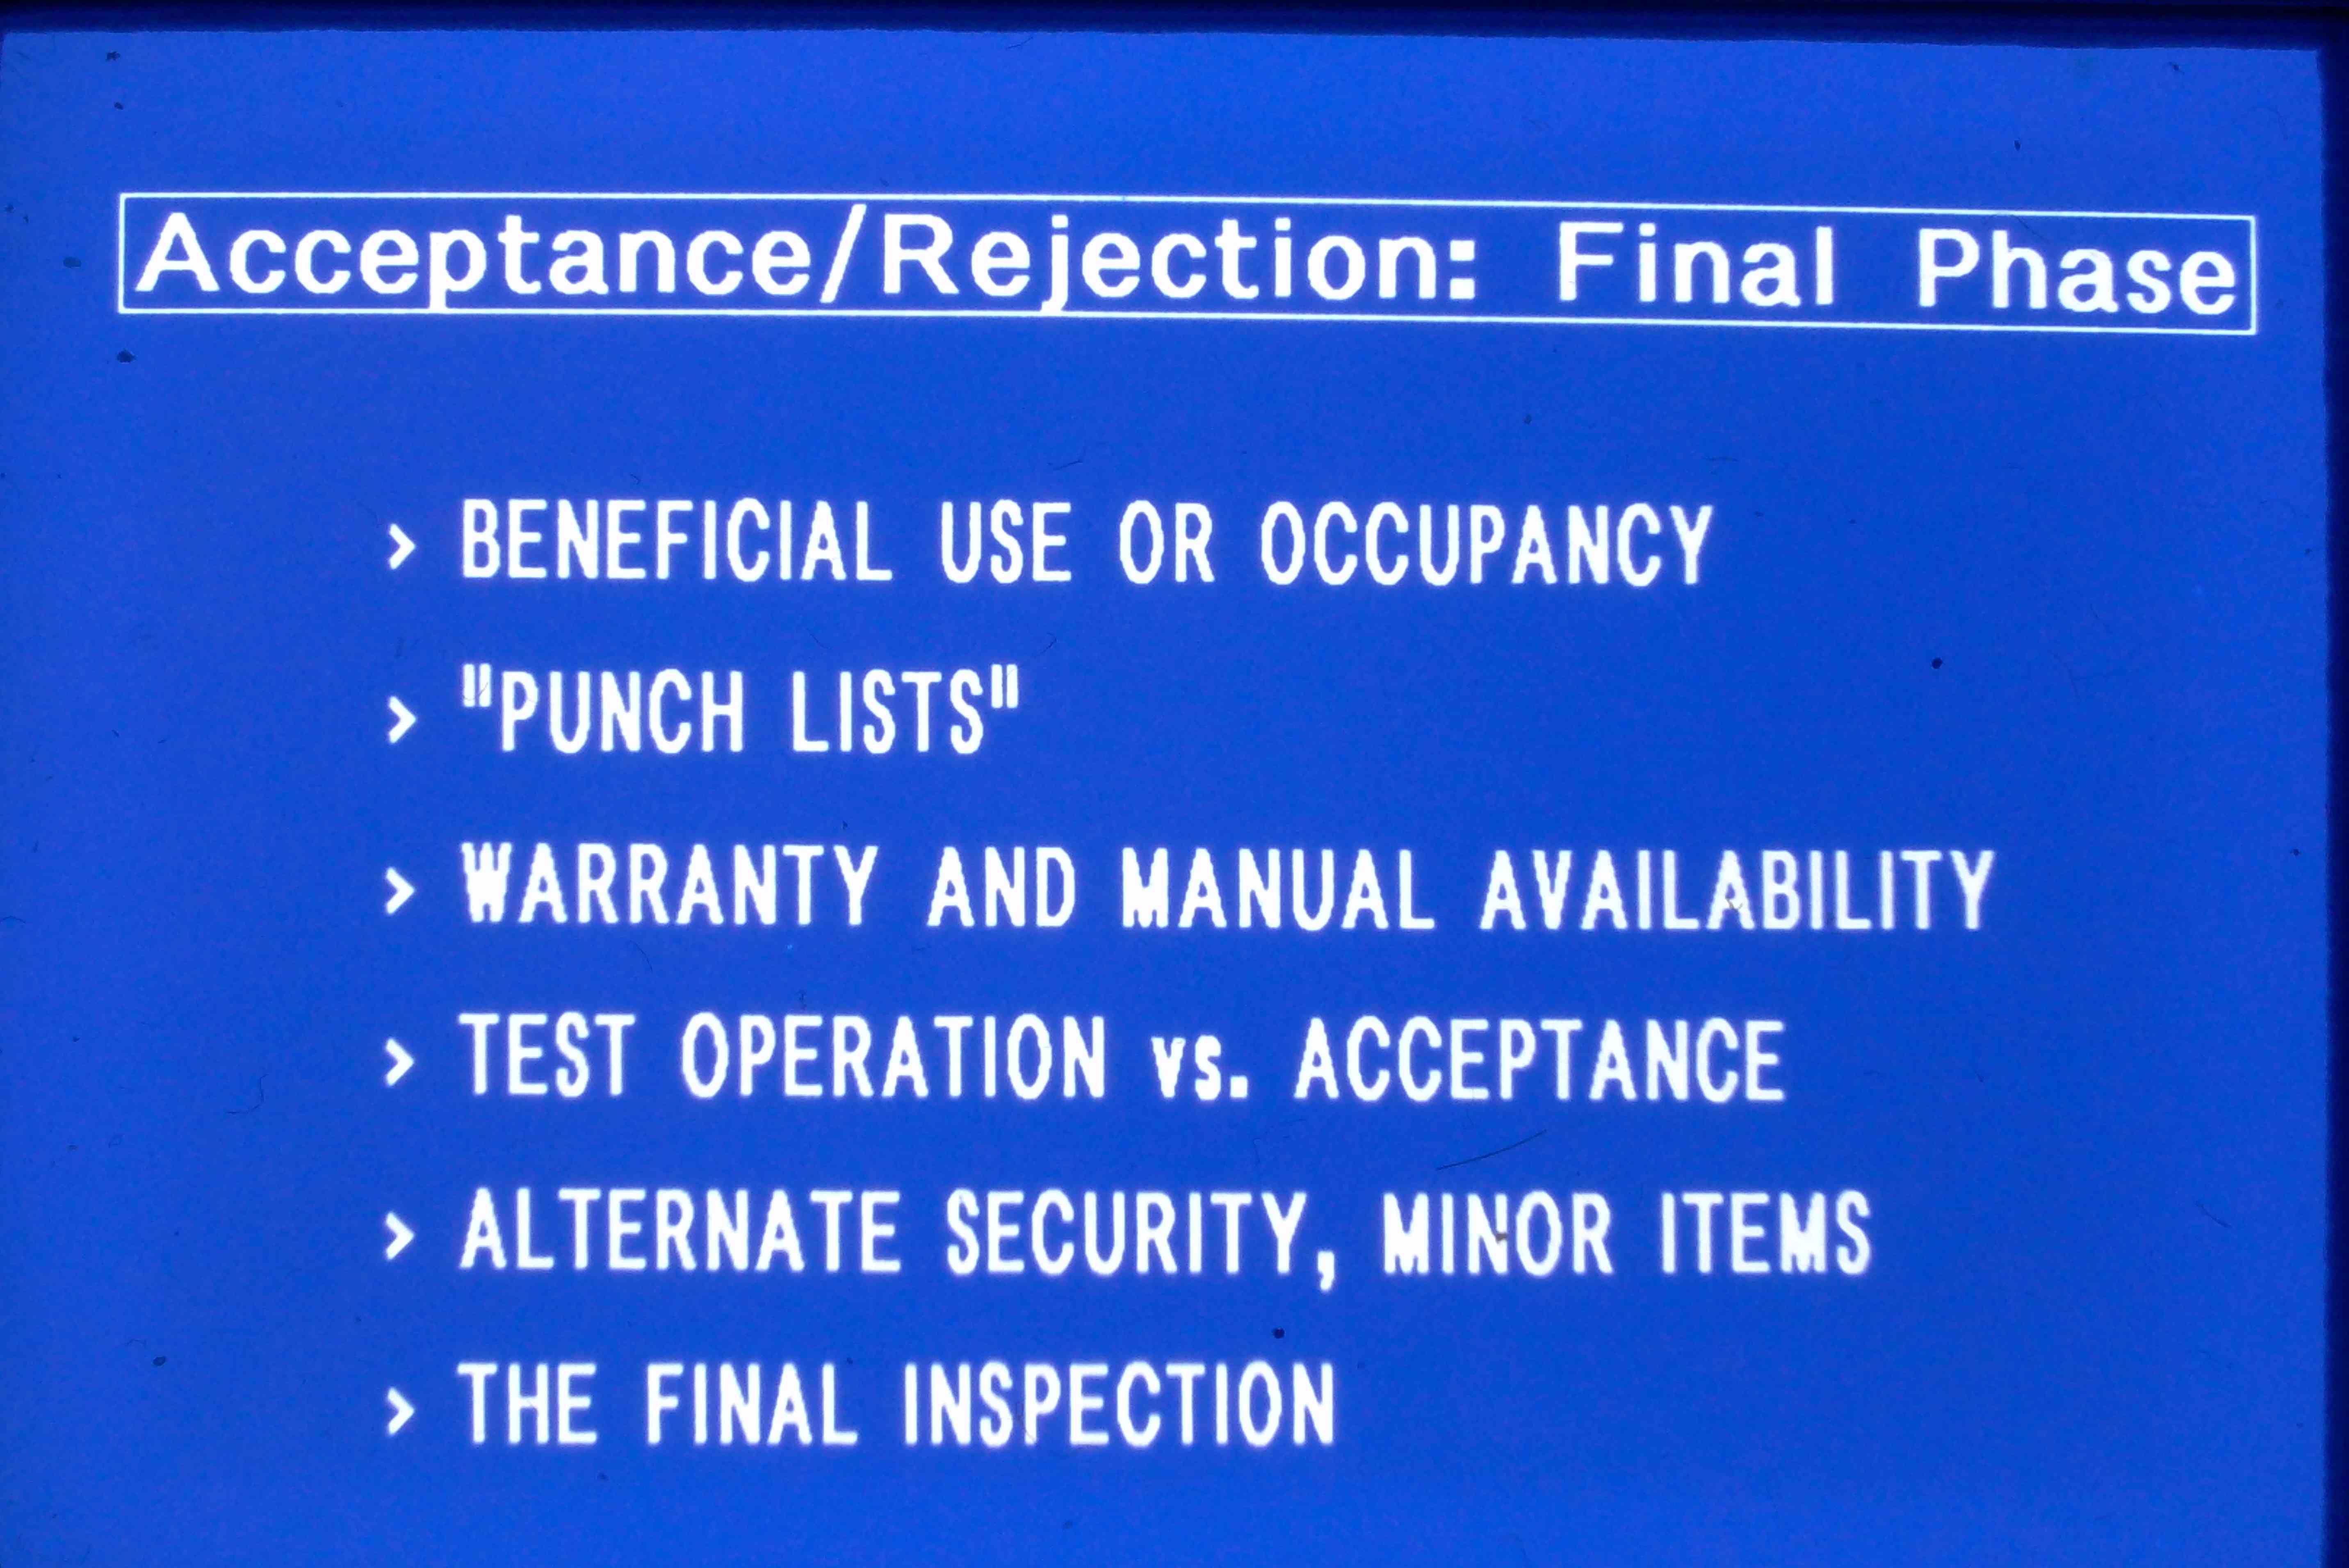 Acceptance/Rejection: Final Phase
> BENEFICIAL USE OR OCCUPANCY
> "PUNCH LISTS"
> WARRANTY AND MANUAL AVAILABILITY
> TEST OPERATION vs. ACCEPTANCE
> ALTERNATE SECURITY, MINOR ITEMS
> THE FINAL INSPECTION